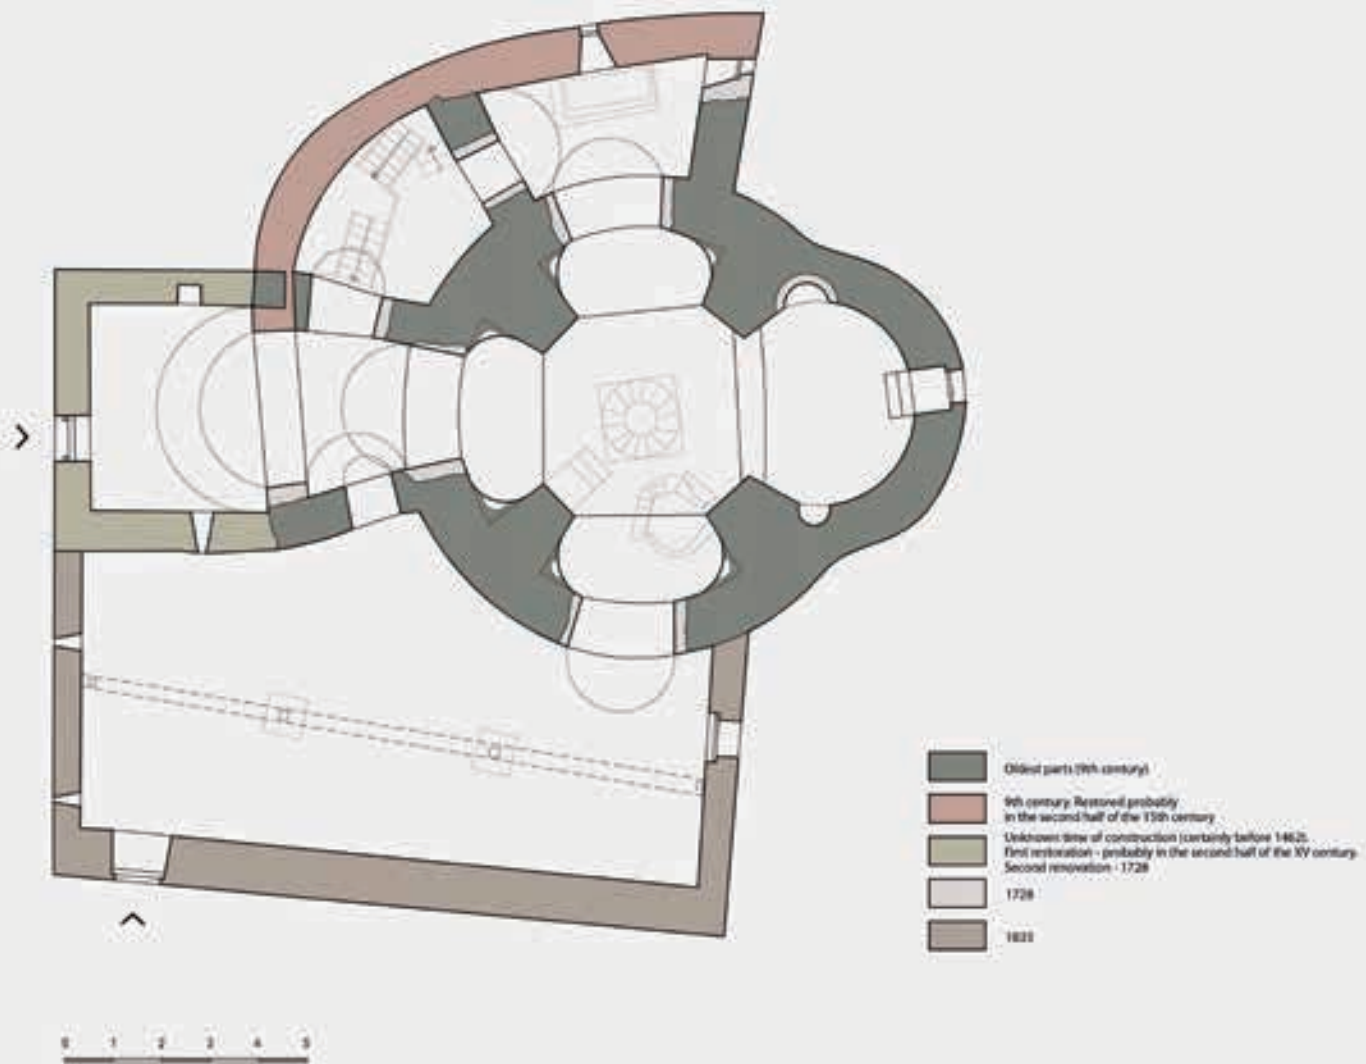 Oldest parts (9th century)
9th century. Restored probably
in the second half of the 15th century
Unknown time of construction (certainly before 1462).
First restoration - probably in the second half of the XV century.
Second renovation - 1728
1728
0 1 2 3 4 5